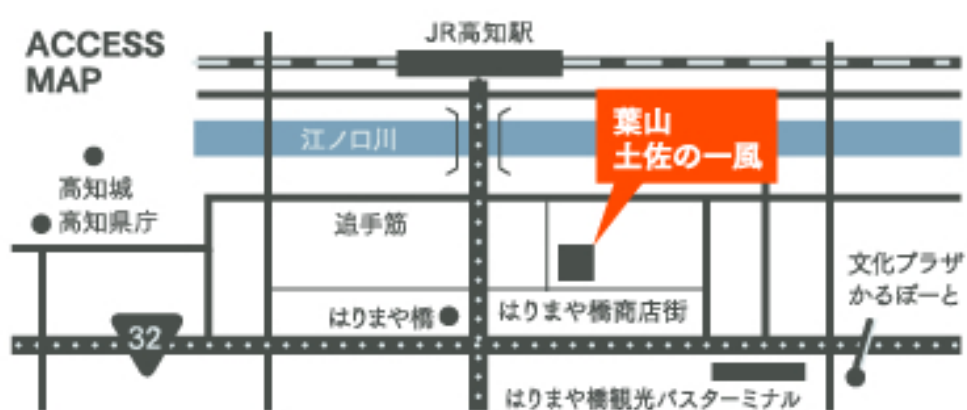 ACCESS
MAP
JR高知駅
葉山
土佐の一風
江ノ口川
高知城
高知県庁
追手筋
文化プラザ
かるぽーと
はりまや橋
はりまや橋商店街
32
はりまや橋観光バスターミナル